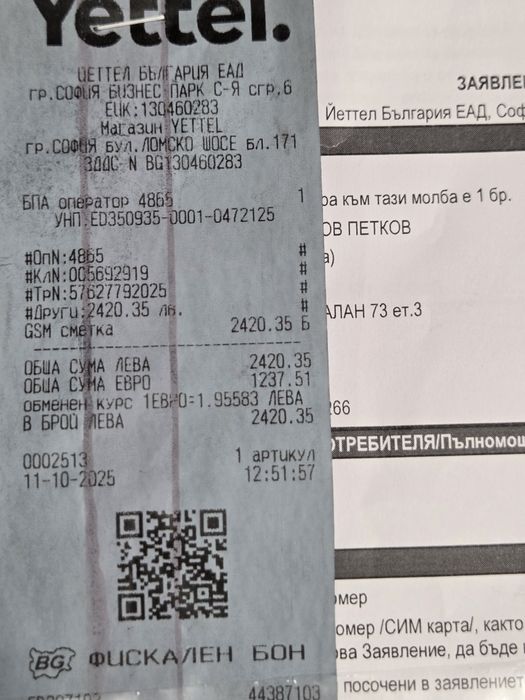 Yettel.
ЙЕТТЕЛ БЪЛГАРИЯ ЕАД
ГР.СОФИЯ БИЗНЕС ПАРК С-Я СГР.6
ЕИК:130460283
Магазин YETTEL
ГР.СОФИЯ БУЛ.ЛОМСКО ШОСЕ БЛ.171
ЗДДС N BG130460283
БПА оператор 4865 1
УНП:ED350935-0001-0472125
#ОпN:4865 #
#КлN:005692919 #
#ТрN:57627792025 #
#Други:2420.35 лв. #
GSM сметка 2420.35 Б
ОБЩА СУМА ЛЕВА 2420.35
ОБЩА СУМА ЕВРО 1237.51
ОБМЕНЕН КУРС 1ЕВРО=1.95583 ЛЕВА
В БРОЙ ЛЕВА 2420.35
0002513 1 артикул
11-10-2025 12:51:57
BG ФИСКАЛЕН БОН
44387103
ЗАЯВЛЕ
Йеттел България ЕАД, Соф
ра към тази молба е 1 бр.
ОВ ПЕТКОВ
а)
АЛАН 73 ет.3
266
ОТРЕБИТЕЛЯ/Пълномощ
омер
омер /СИМ карта/, както
ва Заявление, да бъде
посочени в заявлениет